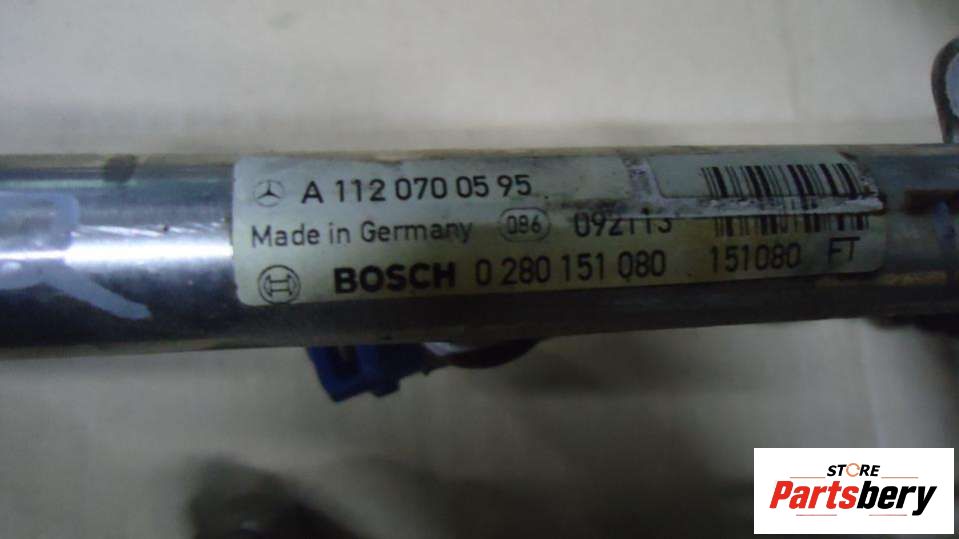 A 112 070 05 95
Made in Germany 086 092113
BOSCH 0 280 151 080 151080 FT
STORE
Partsbery